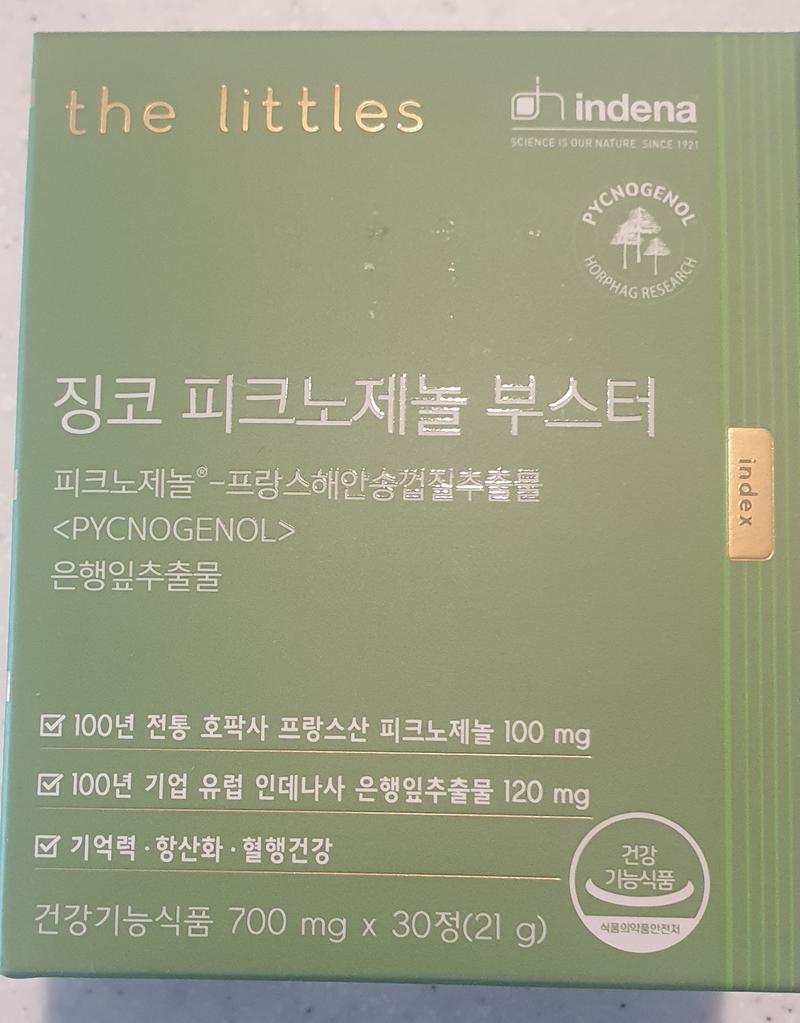 the littles
indena
SCIENCE IS OUR NATURE SINCE 1921
PYCNOGENOL
HORPHAG RESEARCH
징코 피크노제놀 부스터
피크노제놀®-프랑스해안송껍질추출물
<PYCNOGENOL>
은행잎추출물
index
100년 전통 호팍사 프랑스산 피크노제놀 100 mg
100년 기업 유럽 인데나사 은행잎추출물 120 mg
기억력·항산화·혈행건강
건강
기능식품
식품의약품안전처
건강기능식품 700 mg x 30정(21 g)